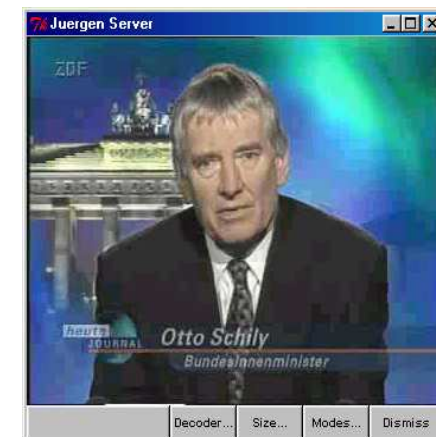 Juergen Server
ZDF
heute
JOURNAL
Otto Schily
Bundesinnenminister
Decoder... Size... Modes... Dismiss